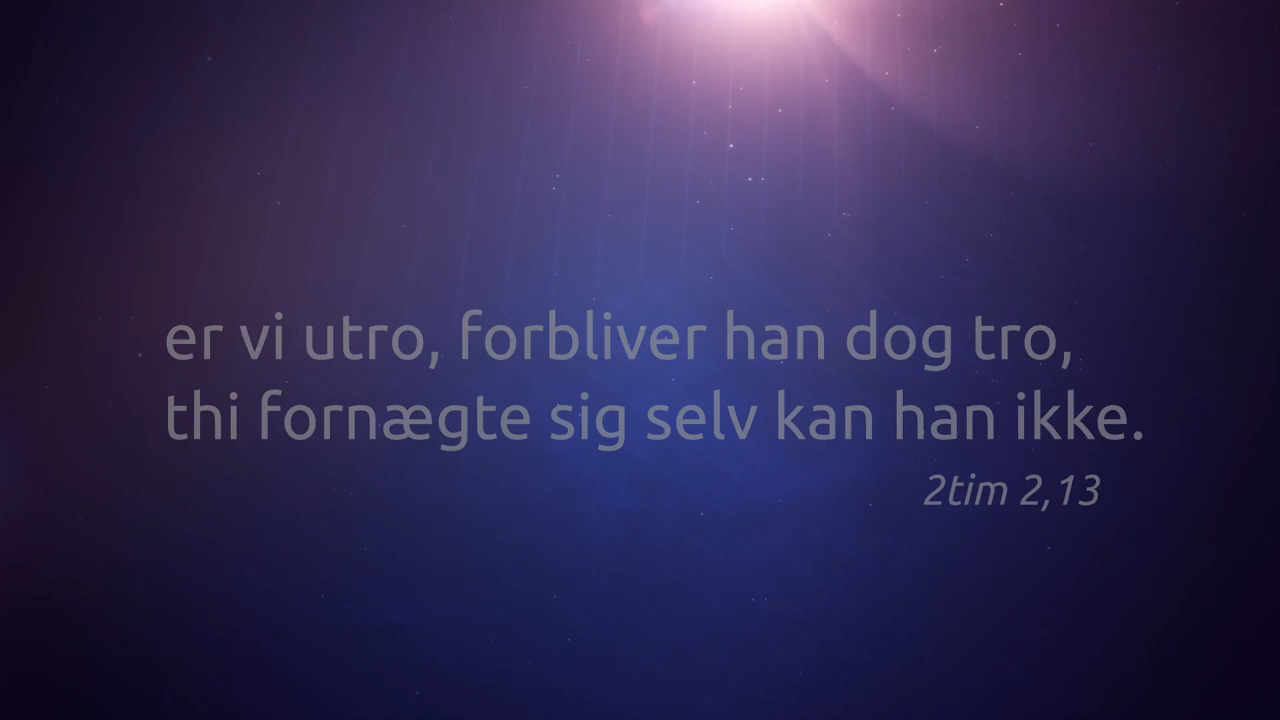 er vi utro, forbliver han dog tro,
thi fornægte sig selv kan han ikke.
2tim 2,13